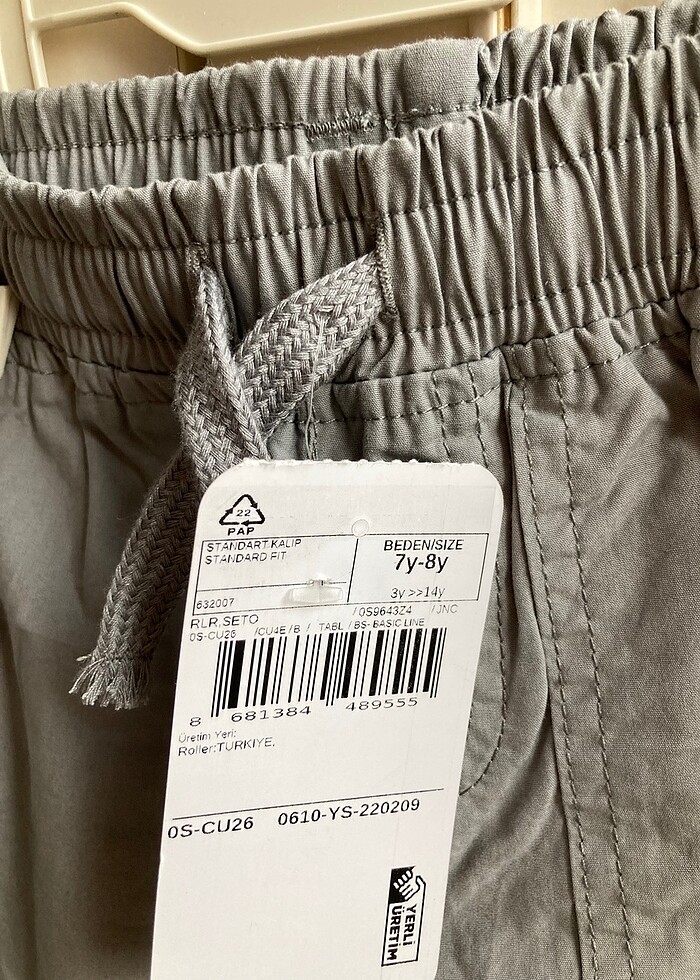 22
PAP
STANDART KALIP
STANDARD FIT
BEDEN/SIZE
7y-8y
3y >>14y
632007
RLR.SETO /0S9643Z4 /JNC
0S-CU26 /CU4E /B / TABL / BS- BASIC LINE
8 681384 489555
Üretim Yeri:
Roller:TURKIYE.
0S-CU26 0610-YS-220209
YERLİ
ÜRETİM